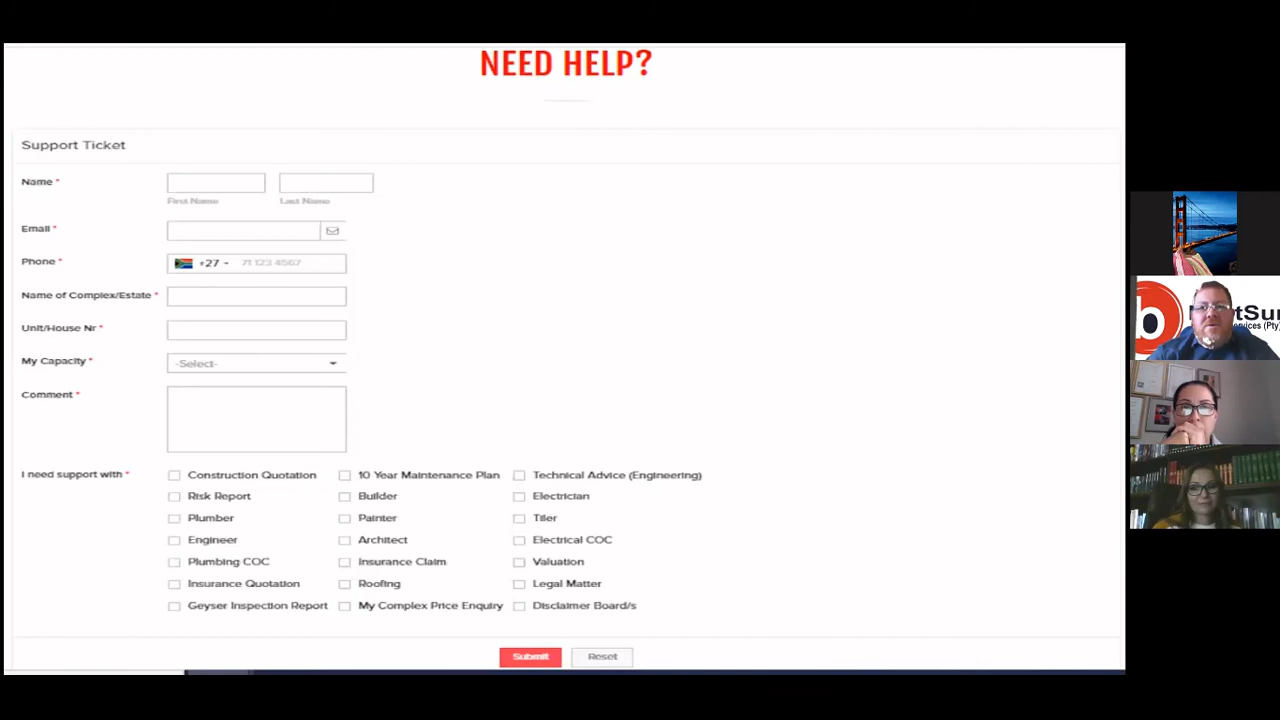 NEED HELP?
Support Ticket
Name *
First Name Last Name
Email *
Phone * +27 71 123 4567
Name of Complex/Estate *
Unit/House Nr *
My Capacity * -Select-
Comment *
I need support with * Construction Quotation 10 Year Maintenance Plan Technical Advice (Engineering)
Risk Report Builder Electrician
Plumber Painter Tiler
Engineer Architect Electrical COC
Plumbing COC Insurance Claim Valuation
Insurance Quotation Roofing Legal Matter
Geyser Inspection Report My Complex Price Enquiry Disclaimer Board/s
Submit Reset
b